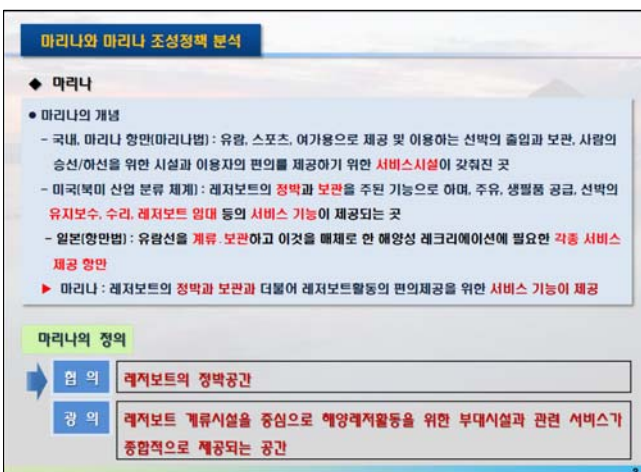 마리나와 마리나 조성정책 분석
◆ 마리나
● 마리나의 개념
- 국내, 마리나 항만(마리나법) : 유람, 스포츠, 여가용으로 제공 및 이용하는 선박의 출입과 보관, 사람의
승선/하선을 위한 시설과 이용자의 편의를 제공하기 위한 서비스시설이 갖춰진 곳
- 미국(북미 산업 분류 체계) : 레저보트의 정박과 보관을 주된 기능으로 하며, 주유, 생필품 공급, 선박의
유지보수, 수리, 레저보트 임대 등의 서비스 기능이 제공되는 곳
- 일본(항만법) : 유람선을 계류·보관하고 이것을 매체로 한 해양성 레크리에이션에 필요한 각종 서비스
제공 항만
▶ 마리나 : 레저보트의 정박과 보관과 더불어 레저보트활동의 편의제공을 위한 서비스 기능이 제공
마리나의 정의
협 의 레저보트의 정박공간
광 의 레저보트 계류시설을 중심으로 해양레저활동을 위한 부대시설과 관련 서비스가
종합적으로 제공되는 공간